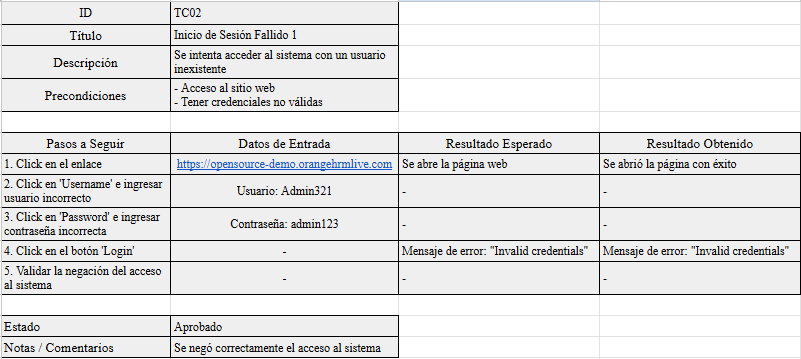 ID TC02
Título Inicio de Sesión Fallido 1
Descripción Se intenta acceder al sistema con un usuario
inexistente
Precondiciones - Acceso al sitio web
- Tener credenciales no válidas
Pasos a Seguir Datos de Entrada Resultado Esperado Resultado Obtenido
1. Click en el enlace https://opensource-demo.orangehrmlive.com Se abre la página web Se abrió la página con éxito
2. Click en 'Username' e ingresar
usuario incorrecto Usuario: Admin321 - -
3. Click en 'Password' e ingresar
contraseña incorrecta Contraseña: admin123 - -
4. Click en el botón 'Login' - Mensaje de error: "Invalid credentials" Mensaje de error: "Invalid credentials"
5. Validar la negación del acceso
al sistema - - -
Estado Aprobado
Notas / Comentarios Se negó correctamente el acceso al sistema